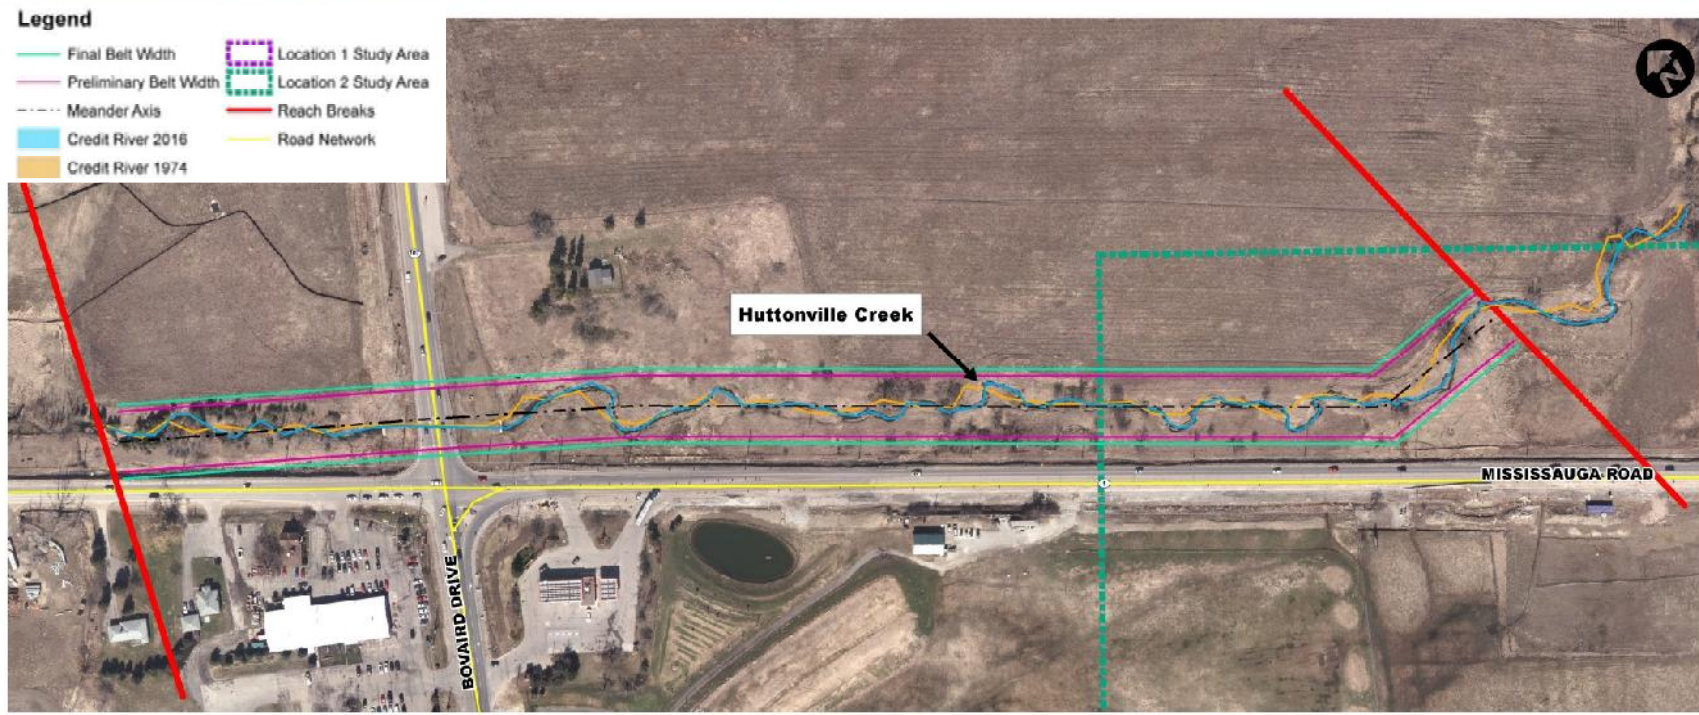 Legend
Final Belt Width
Preliminary Belt Width
Meander Axis
Credit River 2016
Credit River 1974
Location 1 Study Area
Location 2 Study Area
Reach Breaks
Road Network
Huttonville Creek
MISSISSAUGA ROAD
BOVAIRD DRIVE